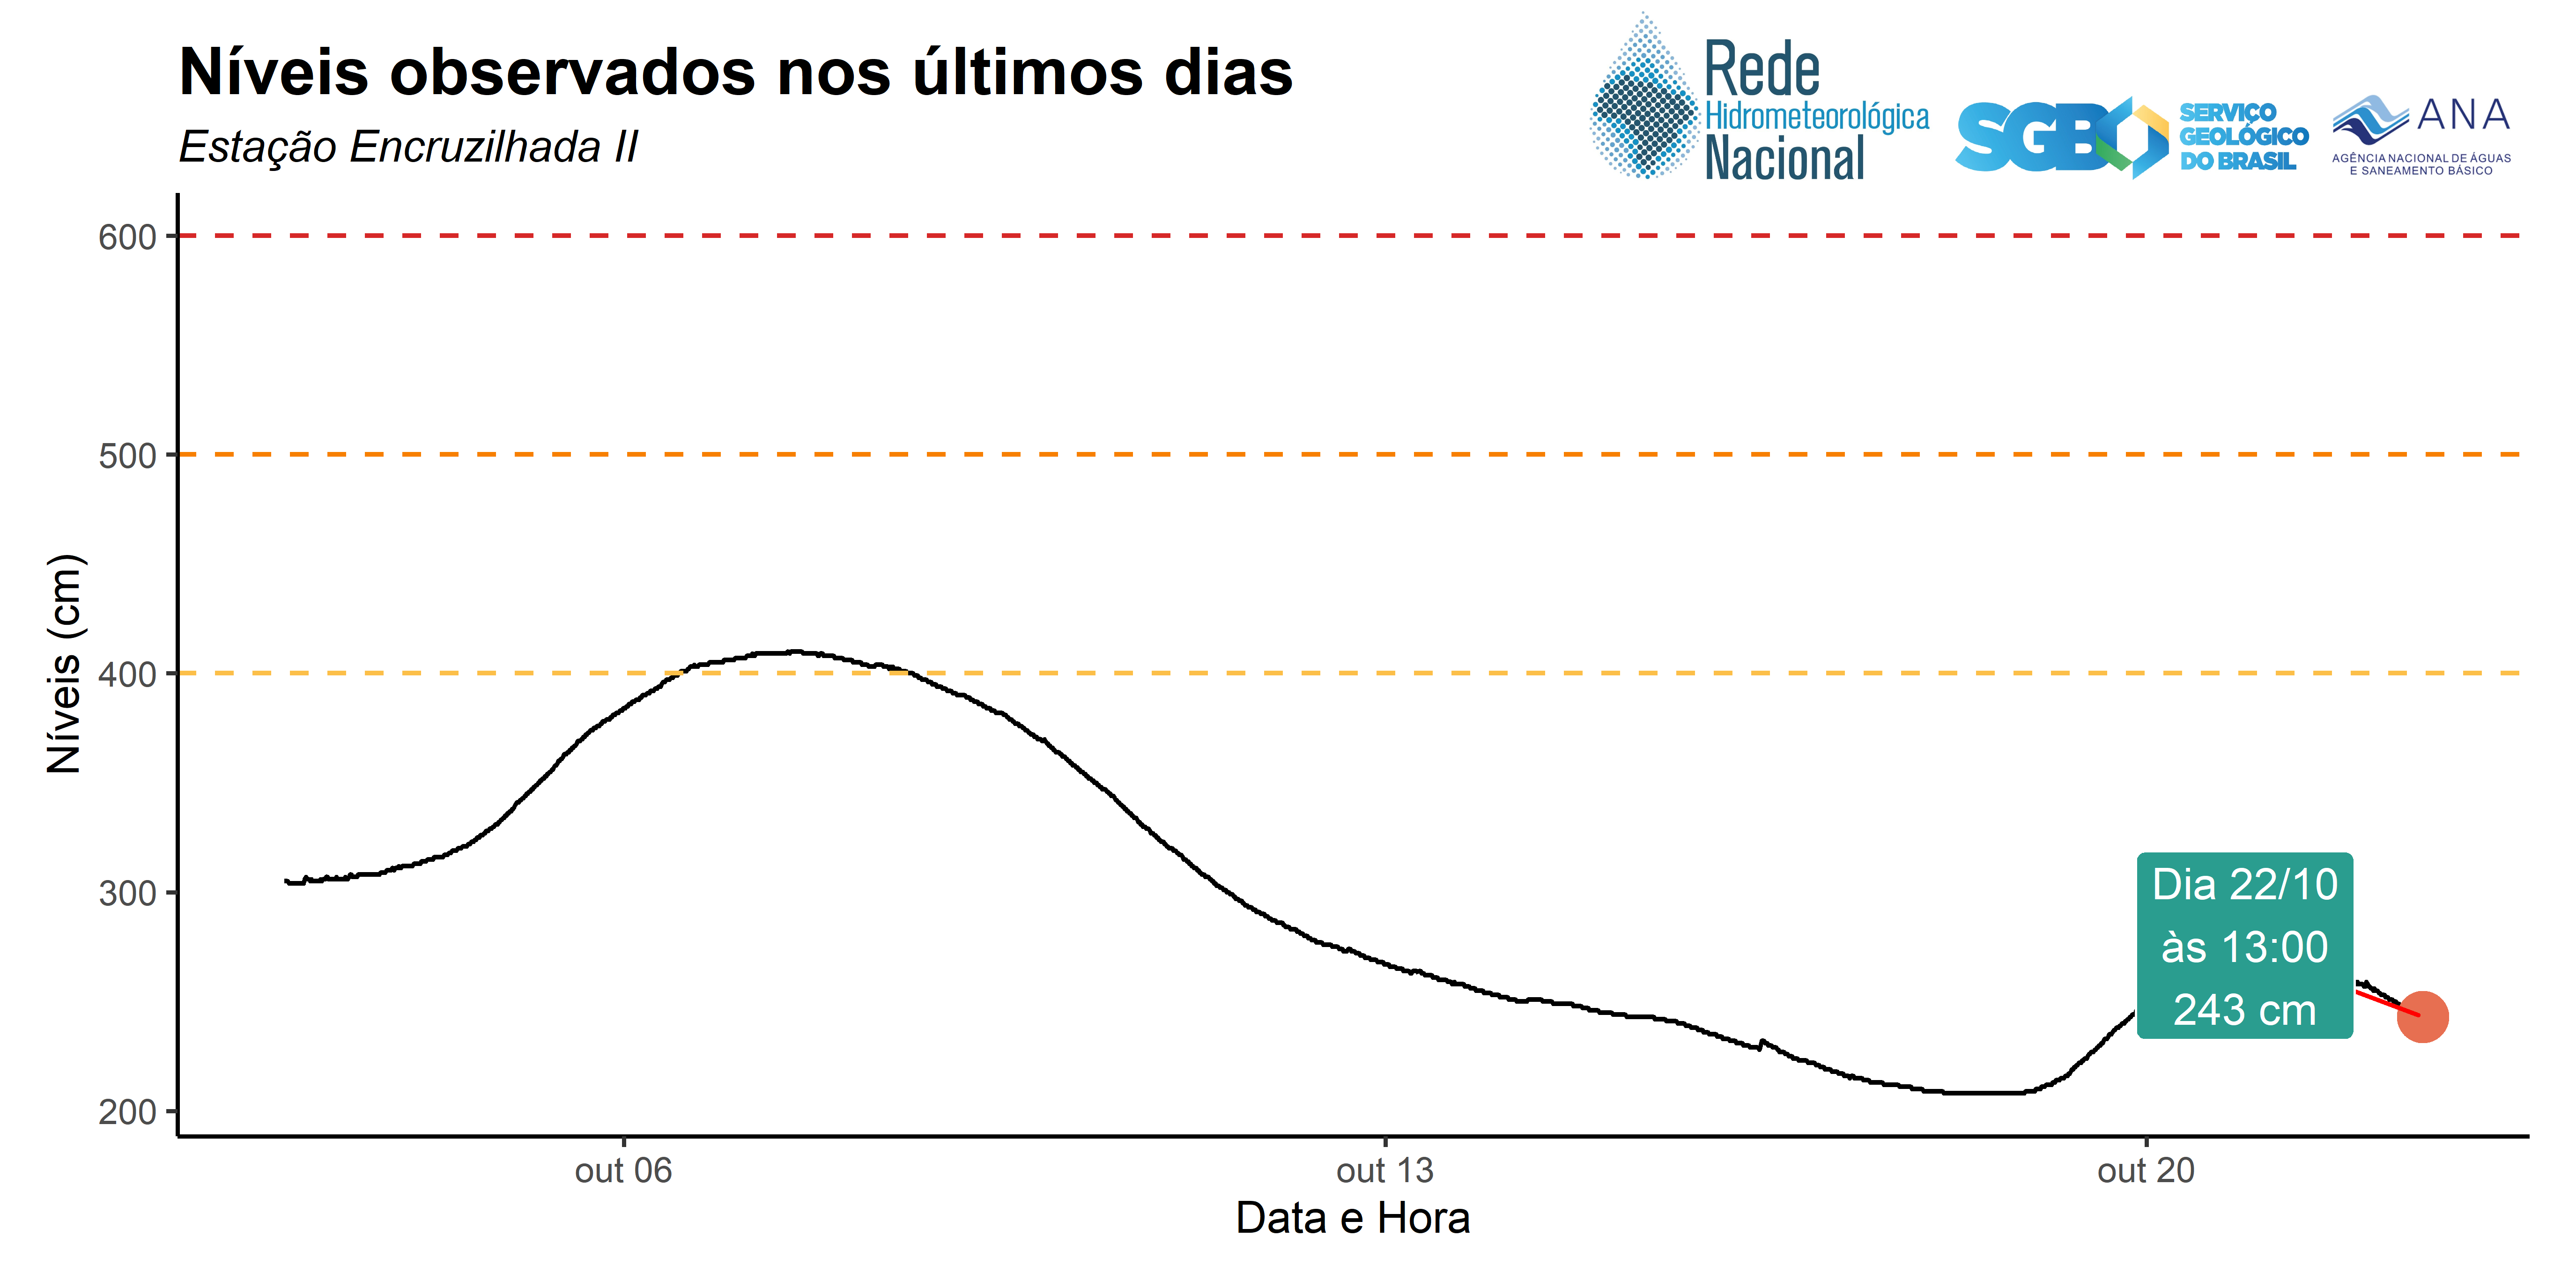 Níveis observados nos últimos dias
Estação Encruzilhada II
Rede
Hidrometeorológica
Nacional
SGB
SERVIÇO
GEOLÓGICO
DO BRASIL
ANA
AGÊNCIA NACIONAL DE ÁGUAS
E SANEAMENTO BÁSICO
600
500
400
300
200
Níveis (cm)
Dia 22/10
às 13:00
243 cm
out 06
out 13
out 20
Data e Hora